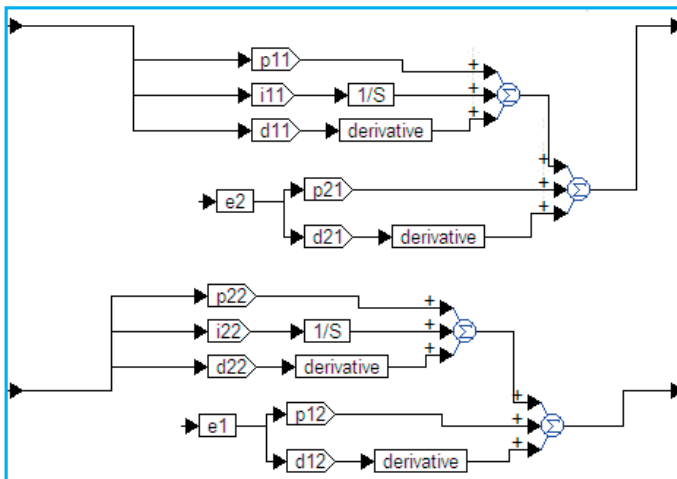 p11
+
i11
1/S
+
Σ
d11
derivative
+
+
e2
p21
+
Σ
d21
derivative
+
p22
+
i22
1/S
+
Σ
d22
derivative
+
+
e1
p12
+
Σ
d12
derivative
+